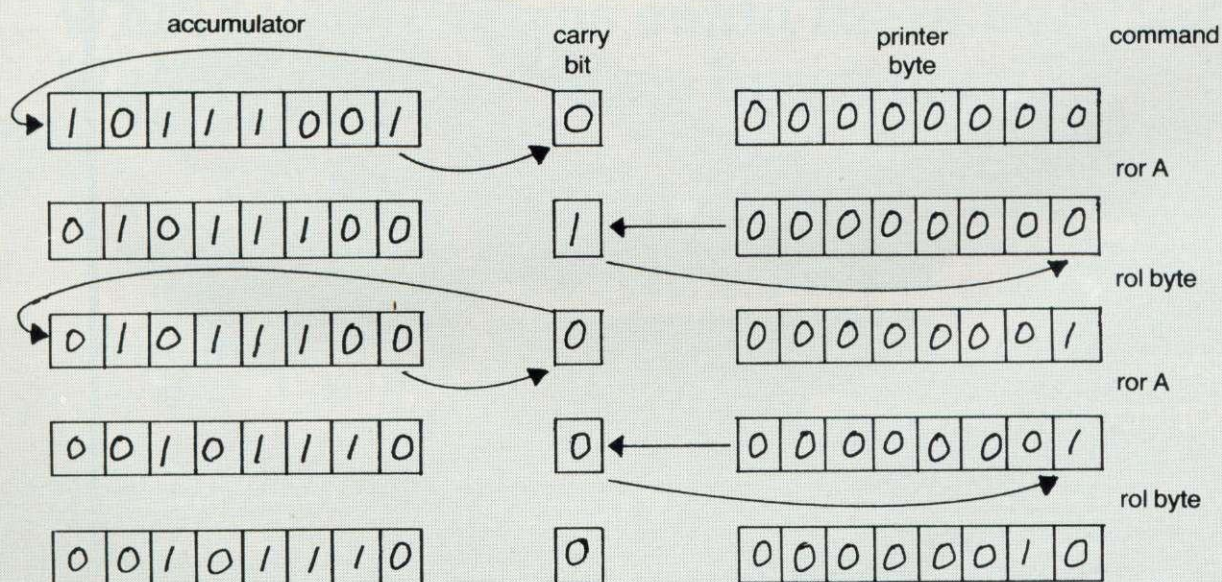 accumulator carry bit printer byte command
1 0 1 1 1 0 0 1 0 0 0 0 0 0 0 0 0
ror A
0 1 0 1 1 1 0 0 1 0 0 0 0 0 0 0 0
rol byte
0 1 0 1 1 1 0 0 0 0 0 0 0 0 0 0 1
ror A
0 0 1 0 1 1 1 0 0 0 0 0 0 0 0 0 1
rol byte
0 0 1 0 1 1 1 0 0 0 0 0 0 0 0 1 0